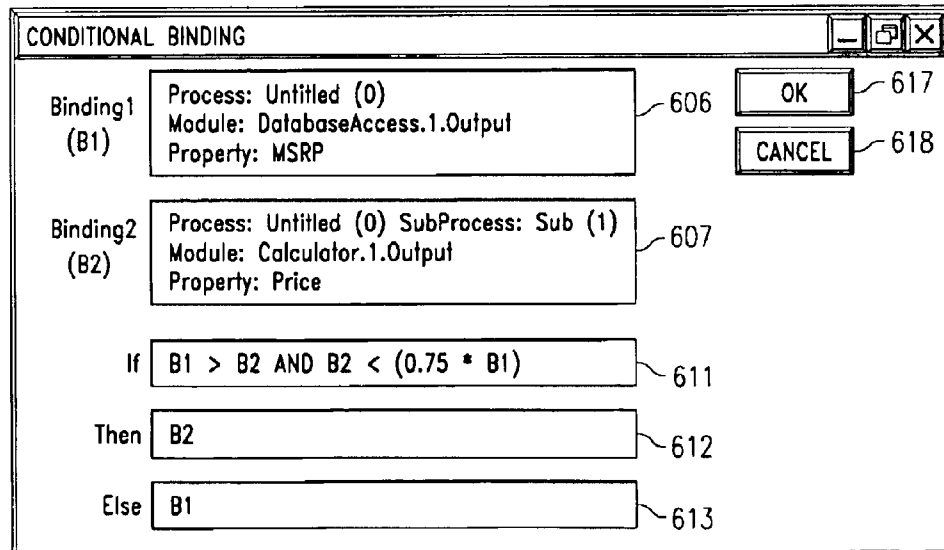 CONDITIONAL BINDING
Binding1
(B1)
Process: Untitled (0)
Module: DatabaseAccess.1.Output
Property: MSRP
606
OK
617
CANCEL
618
Binding2
(B2)
Process: Untitled (0) SubProcess: Sub (1)
Module: Calculator.1.Output
Property: Price
607
If
B1 > B2 AND B2 < (0.75 * B1)
611
Then
B2
612
Else
B1
613